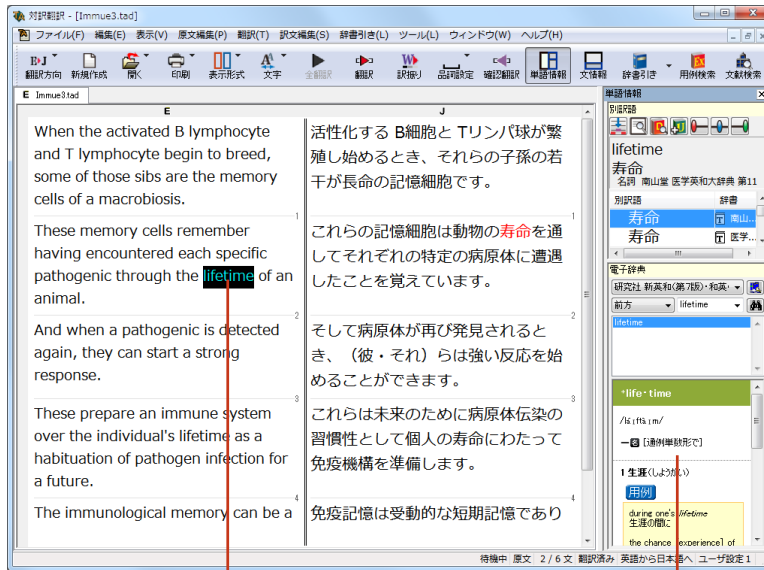 対訳翻訳 - [Immue3.tad]
ファイル(F) 編集(E) 表示(V) 原文編集(P) 翻訳(T) 訳文編集(S) 辞書引き(L) ツール(L) ウィンドウ(W) ヘルプ(H)
翻訳方向 新規作成 開く 印刷 表示形式 文字 全翻訳 翻訳 訳振り 品詞設定 確認翻訳 単語情報 文情報 辞書引き 用例検索 文献検索
E Immue3.tad
E J
When the activated B lymphocyte
and T lymphocyte begin to breed,
some of those sibs are the memory
cells of a macrobiosis.
活性化する B細胞と Tリンパ球が繁
殖し始めるとき、それらの子孫の若
干が長命の記憶細胞です。
1 1
These memory cells remember
having encountered each specific
pathogenic through the lifetime of an
animal.
これらの記憶細胞は動物の寿命を通
してそれぞれの特定の病原体に遭遇
したことを覚えています。
2 2
And when a pathogenic is detected
again, they can start a strong
response.
そして病原体が再び発見されると
き、（彼・それ）らは強い反応を始
めることができます。
3 3
These prepare an immune system
over the individual's lifetime as a
habituation of pathogen infection for
a future.
これらは未来のために病原体伝染の
習慣性として個人の寿命にわたって
免疫機構を準備します。
4 4
The immunological memory can be a
免疫記憶は受動的な短期記憶であり
単語情報
別訳語
lifetime
寿命
名詞 南山堂 医学英和大辞典 第11
別訳語 辞書
寿命 南山...
寿命 医学...
電子辞典
研究社 新英和(第7版)・和英・
前方 lifetime
lifetime
*life・time
/láɪftàɪm/
━名 [通例単数形で]
1 生涯(しょうがい)
用例
during one's lifetime
生涯の間に
the chance [experience] of
待機中 原文 2 / 6 文 翻訳済み 英語から日本語へ ユーザ設定 1